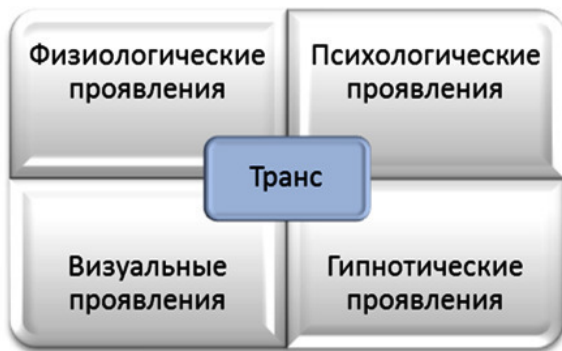 Физиологические
проявления
Психологические
проявления
Транс
Визуальные
проявления
Гипнотические
проявления